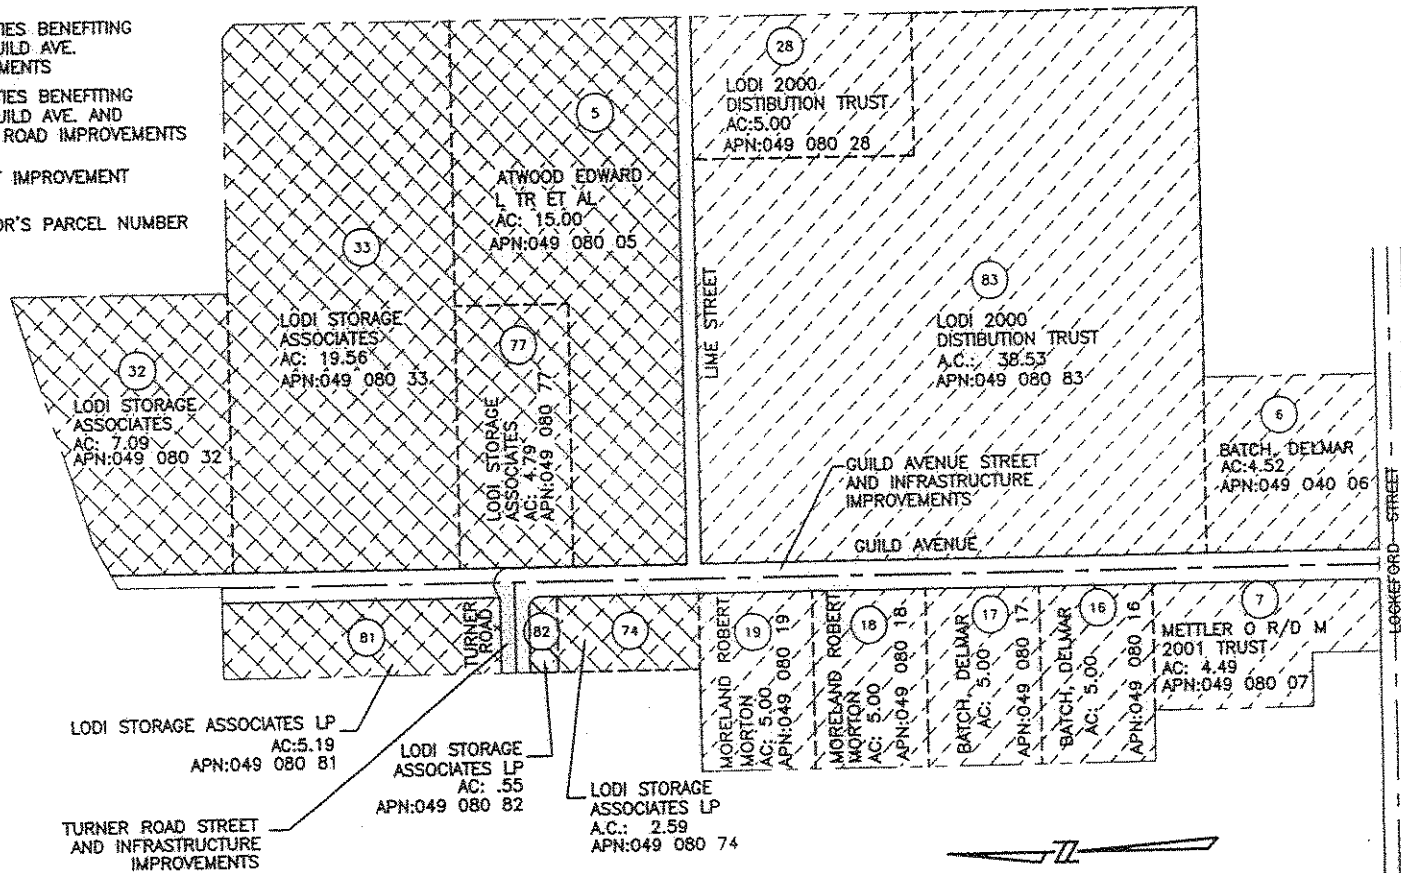 TIES BENEFITING
UILD AVE.
MENTS
TIES BENEFITING
UILD AVE. AND
ROAD IMPROVEMENTS
T IMPROVEMENT
OR'S PARCEL NUMBER
28
LODI 2000
DISTIBUTION TRUST
AC:5.00
APN:049 080 28
5
ATWOOD EDWARD
L TR ET AL
AC: 15.00
APN:049 080 05
33
LODI STORAGE
ASSOCIATES
AC: 19.56
APN:049 080 33
77
LODI STORAGE
ASSOCIATES
AC: 4.79
APN:049 080 77
32
LODI STORAGE
ASSOCIATES
AC: 7.09
APN:049 080 32
LIME STREET
83
LODI 2000
DISTIBUTION TRUST
A.C.: 38.53
APN:049 080 83
6
BATCH, DELMAR
AC:4.52
APN:049 040 06
GUILD AVENUE STREET
AND INFRASTRUCTURE
IMPROVEMENTS
GUILD AVENUE
LOCKEFORD STREET
81
TURNER
ROAD
82
74
19
MORELAND ROBERT
MORTON
AC: 5.00
APN:049 080 19
18
MORELAND ROBERT
MORTON
AC: 5.00
APN:049 080 18
17
BATCH, DELMAR
AC: 5.00
APN:049 080 17
16
BATCH, DELMAR
AC: 5.00
APN:049 080 16
7
METTLER O R/D M
2001 TRUST
AC: 4.49
APN:049 080 07
LODI STORAGE ASSOCIATES LP
AC:5.19
APN:049 080 81
LODI STORAGE
ASSOCIATES LP
AC: .55
APN:049 080 82
LODI STORAGE
ASSOCIATES LP
A.C.: 2.59
APN:049 080 74
TURNER ROAD STREET
AND INFRASTRUCTURE
IMPROVEMENTS
Z